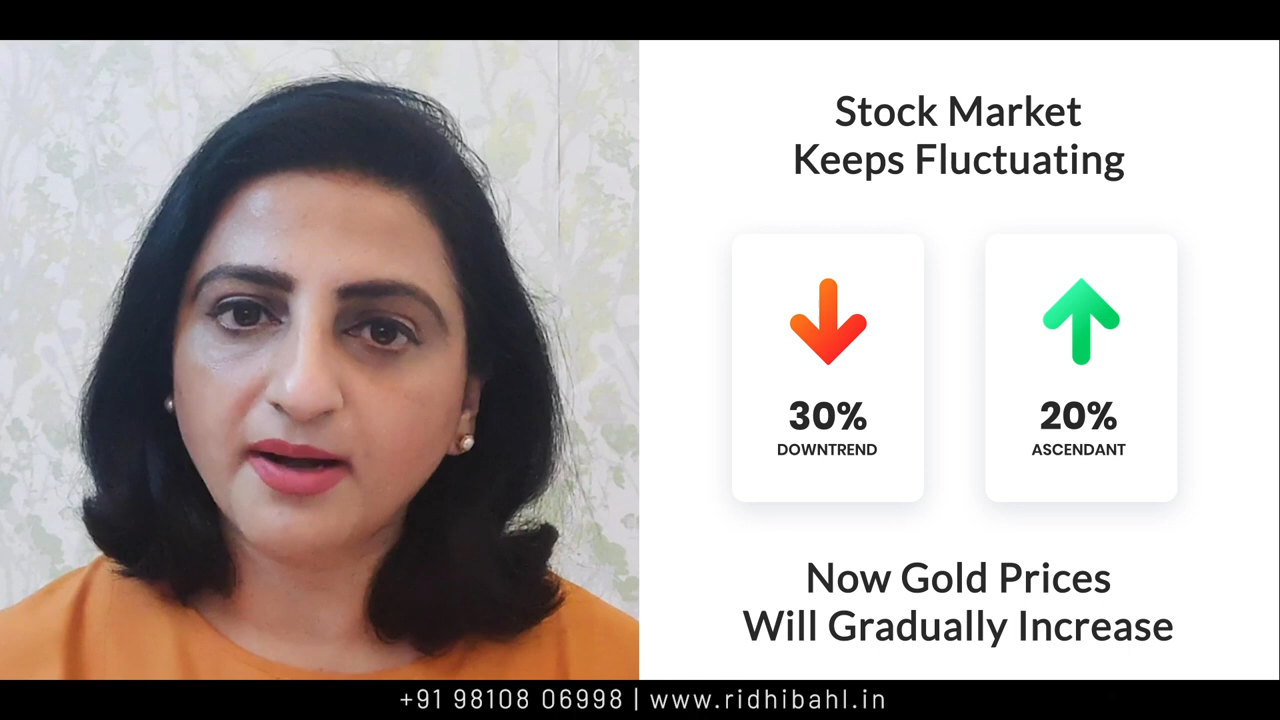 Stock Market
Keeps Fluctuating
30%
DOWNTREND
20%
ASCENDANT
Now Gold Prices
Will Gradually Increase
+91 98108 06998 | www.ridhibahl.in